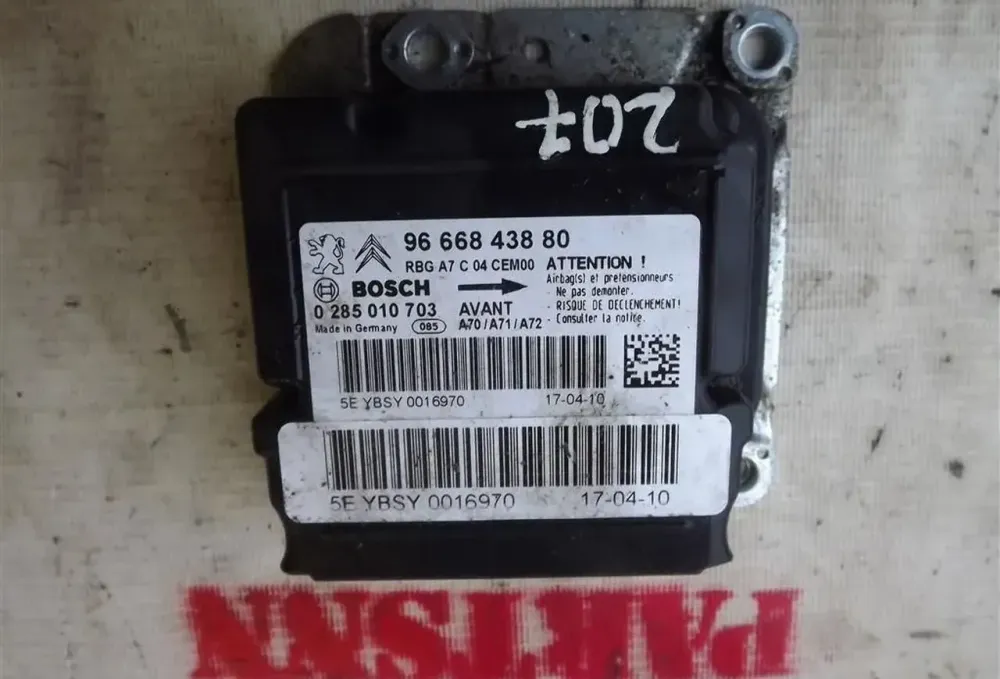 207
96 668 438 80
RBG A7 C 04 CEM00
ATTENTION !
Airbag(s) et pretensionneurs
- Ne pas demonter.
- RISQUE DE DECLENCHEMENT!
- Consulter la notice.
BOSCH
0 285 010 703
AVANT
Made in Germany
085
A70/A71/A72
5E YBSY 0016970
17-04-10
5E YBSY 0016970
17-04-10
PARTSNN